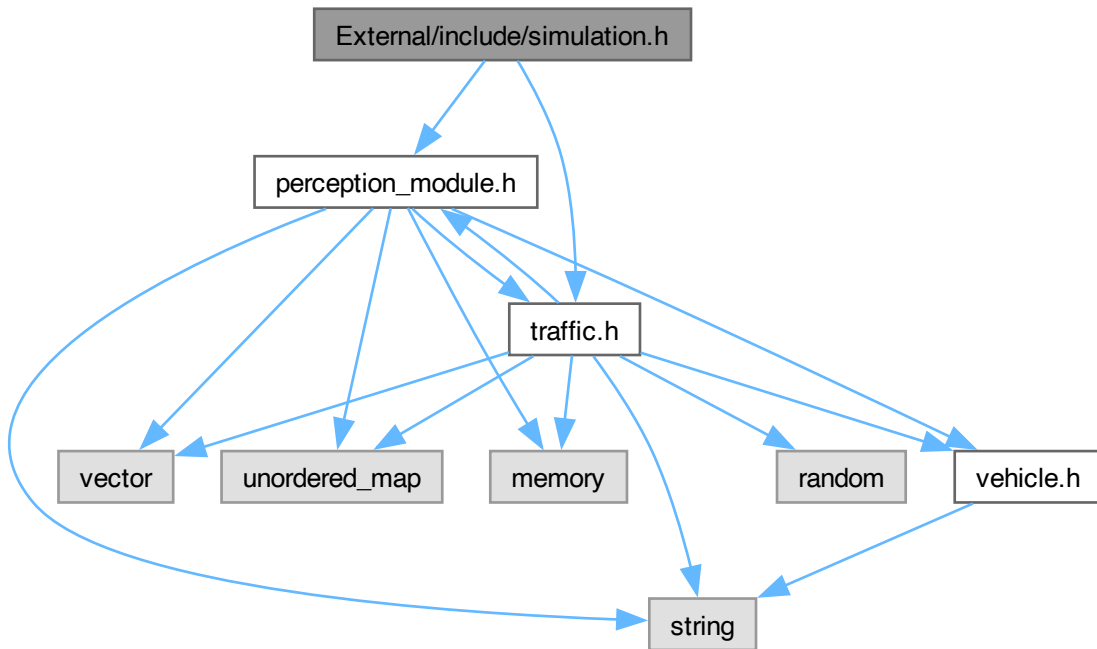 External/include/simulation.h
perception_module.h
traffic.h
vector
unordered_map
memory
random
vehicle.h
string